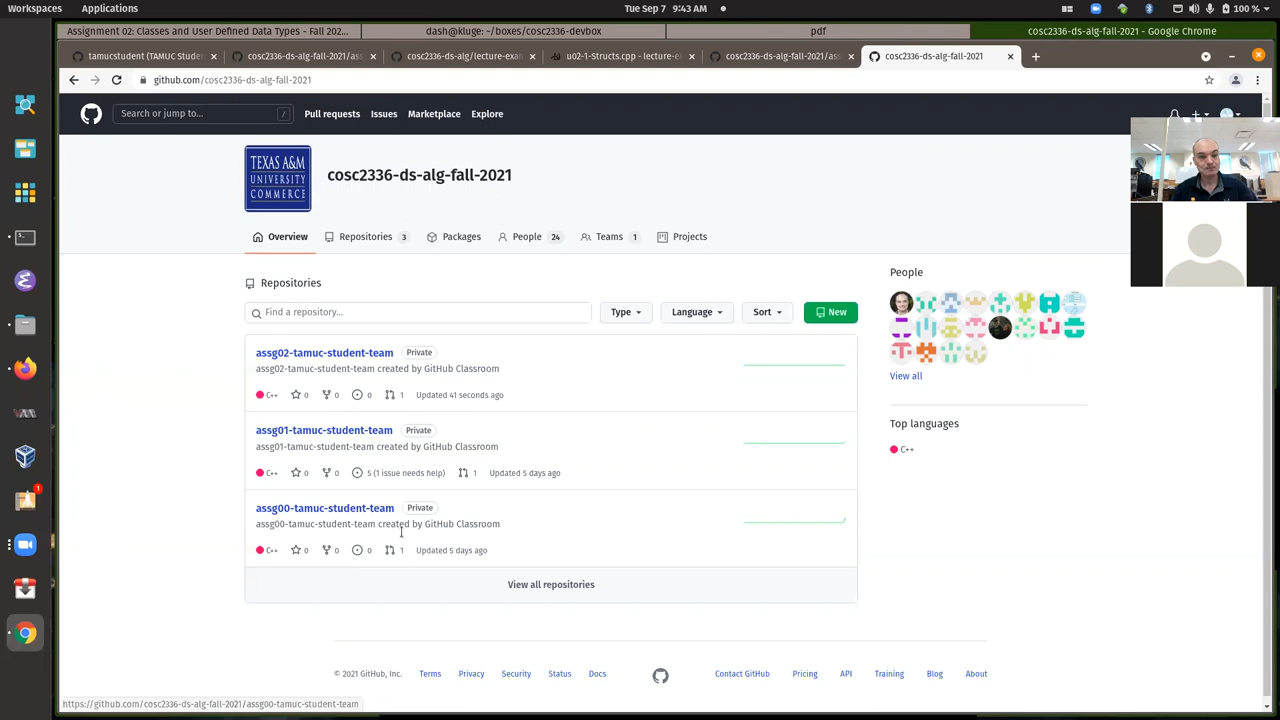 Workspaces
Applications
Tue Sep 7 9:43 AM
100 %
Assignment 02: Classes and User Defined Data Types - Fall 202...
dash@kluge: ~/boxes/cosc2336-devbox
pdf
cosc2336-ds-alg-fall-2021 - Google Chrome
tamucstudent (TAMUC Studen
cosc2336-ds-alg-fall-2021/ass
cosc2336-ds-alg/lecture-exa
u02-1-Structs.cpp - lecture-ex
cosc2336-ds-alg-fall-2021/ass
cosc2336-ds-alg-fall-2021
github.com/cosc2336-ds-alg-fall-2021
Search or jump to...
/
Pull requests
Issues
Marketplace
Explore
TEXAS A&M
UNIVERSITY
COMMERCE
cosc2336-ds-alg-fall-2021
Overview
Repositories 3
Packages
People 24
Teams 1
Projects
Repositories
People
Find a repository...
Type
Language
Sort
New
assg02-tamuc-student-team Private
assg02-tamuc-student-team created by GitHub Classroom
C++ 0 0 0 1 Updated 41 seconds ago
View all
assg01-tamuc-student-team Private
assg01-tamuc-student-team created by GitHub Classroom
C++ 0 0 5 (1 issue needs help) 1 Updated 5 days ago
Top languages
C++
assg00-tamuc-student-team Private
assg00-tamuc-student-team created by GitHub Classroom
C++ 0 0 0 1 Updated 5 days ago
View all repositories
© 2021 GitHub, Inc.
Terms
Privacy
Security
Status
Docs
Contact GitHub
Pricing
API
Training
Blog
About
https://github.com/cosc2336-ds-alg-fall-2021/assg00-tamuc-student-team
1